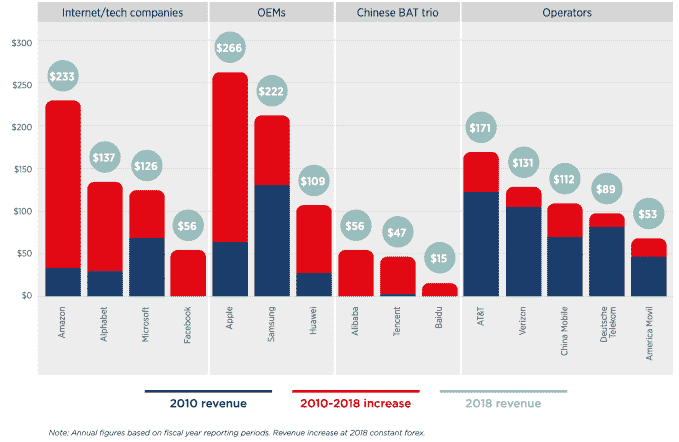 Internet/tech companies OEMs Chinese BAT trio Operators
$300
$250
$200
$150
$100
$50
$0
$233
$137
$126
$56
$266
$222
$109
$56
$47
$15
$171
$131
$112
$89
$53
Amazon
Alphabet
Microsoft
Facebook
Apple
Samsung
Huawei
Alibaba
Tencent
Baidu
AT&T
Verizon
China Mobile
Deutsche
Telekom
America Movil
2010 revenue 2010-2018 increase 2018 revenue
Note: Annual figures based on fiscal year reporting periods. Revenue increase at 2018 constant forex.